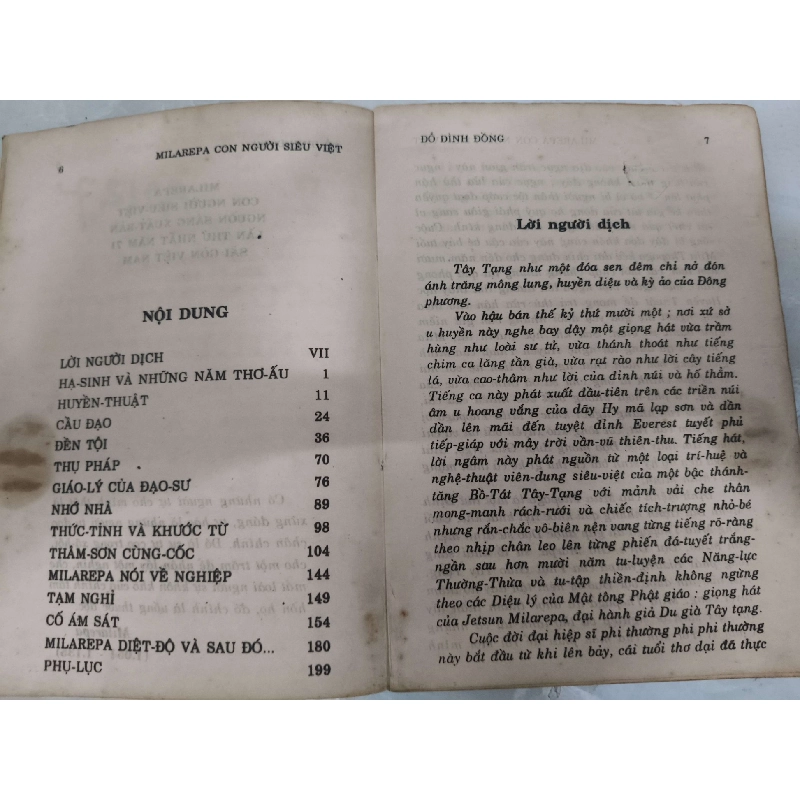 6
MILAREPA CON NGƯỜI SIÊU VIỆT
NỘI DUNG
LỜI NGƯỜI DỊCH VII
HẠ-SINH VÀ NHỮNG NĂM THƠ-ẤU 1
HUYỀN-THUẬT 11
CẦU ĐẠO 24
ĐỀN TỘI 36
THỤ PHÁP 70
GIÁO-LÝ CỦA ĐẠO-SƯ 76
NHỚ NHÀ 89
THỨC-TỈNH VÀ KHƯỚC TỪ 98
THÂM-SƠN CÙNG-CỐC 104
MILAREPA NÓI VỀ NGHIỆP 144
TẠM NGHỈ 149
CỐ ÁM SÁT 154
MILAREPA DIỆT-ĐỘ VÀ SAU ĐÓ... 180
PHỤ-LỤC 199
ĐỖ ĐÌNH ĐỒNG 7
Lời người dịch
Tây Tạng như một đóa sen đêm chỉ nở đón
ánh trăng mông lung, huyền diệu và kỳ ảo của Đông
phương.
Vào hậu bán thế kỷ thứ mười một ; nơi xứ sở
u huyền này nghe bay dậy một giọng hát vừa trầm
hùng như loài sư tử, vừa thánh thoát như tiếng
chim ca lăng tần già, vừa rạt rào như lời cây tiếng
lá, vừa cao-thâm như lời của đỉnh núi và hố thẳm.
Tiếng ca này phát xuất đầu-tiên trên các triền núi
âm u hoang vắng của dãy Hy mã lạp sơn và dần
dần lên mãi đến tuyệt đỉnh Everest tuyết phủ
tiếp-giáp với mây trời vần-vũ thiên-thu. Tiếng hát,
lời ngâm này phát nguồn từ một loại trí-huệ và
nghệ-thuật viên-dung siêu-việt của một bậc thánh-
tăng Bồ-Tát Tây-Tạng với mảnh vải che thân
mong-manh rách-rưới và chiếc tích-trượng nhỏ-bé
nhưng rắn-chắc vô-biên nện vang từng tiếng rõ-ràng
theo nhịp chân leo lên từng phiến đá-tuyết trắng-
ngần sau hơn mười năm tu-luyện các Năng-lực
Thường-Thừa và tu-tập thiền-định không ngừng
theo các Diệu lý của Mật tông Phật giáo : giọng hát
của Jetsun Milarepa, đại hành giả Du già Tây tạng.
Cuộc đời đại hiệp sĩ phi thường phi phi thường
này bắt đầu từ khi lên bảy, cái tuổi thơ dại đã thực